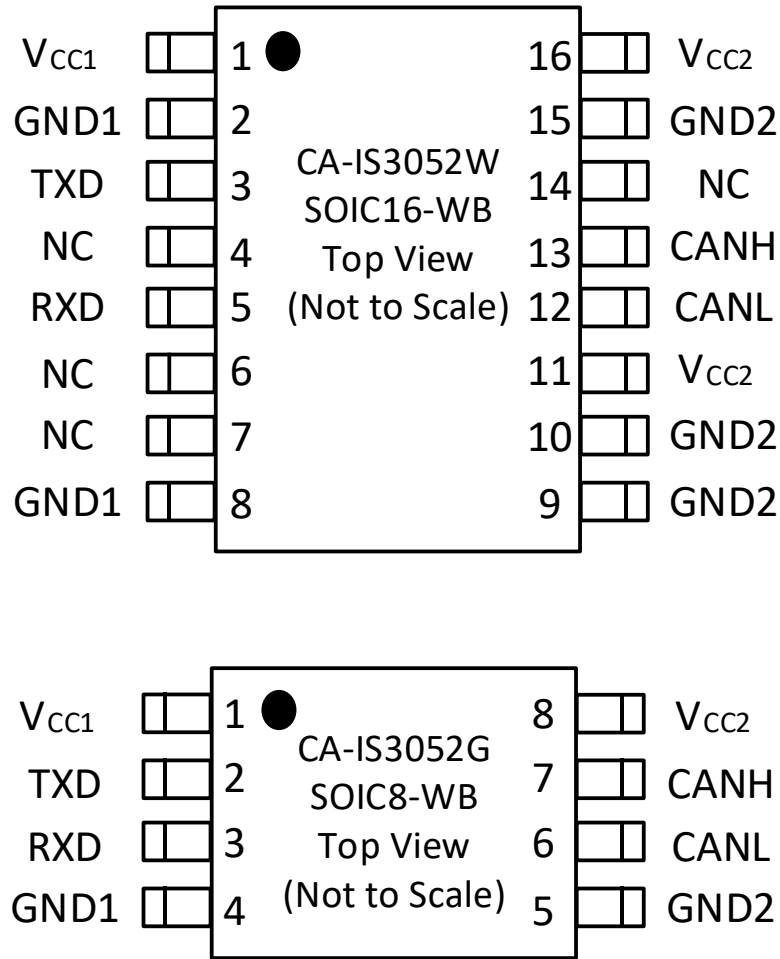 VCC1 1 16 VCC2
GND1 2 15 GND2
TXD 3 CA-IS3052W 14 NC
SOIC16-WB
NC 4 Top View 13 CANH
RXD 5 (Not to Scale) 12 CANL
NC 6 11 VCC2
NC 7 10 GND2
GND1 8 9 GND2
VCC1 1 8 VCC2
CA-IS3052G
TXD 2 SOIC8-WB 7 CANH
RXD 3 Top View 6 CANL
GND1 4 (Not to Scale) 5 GND2